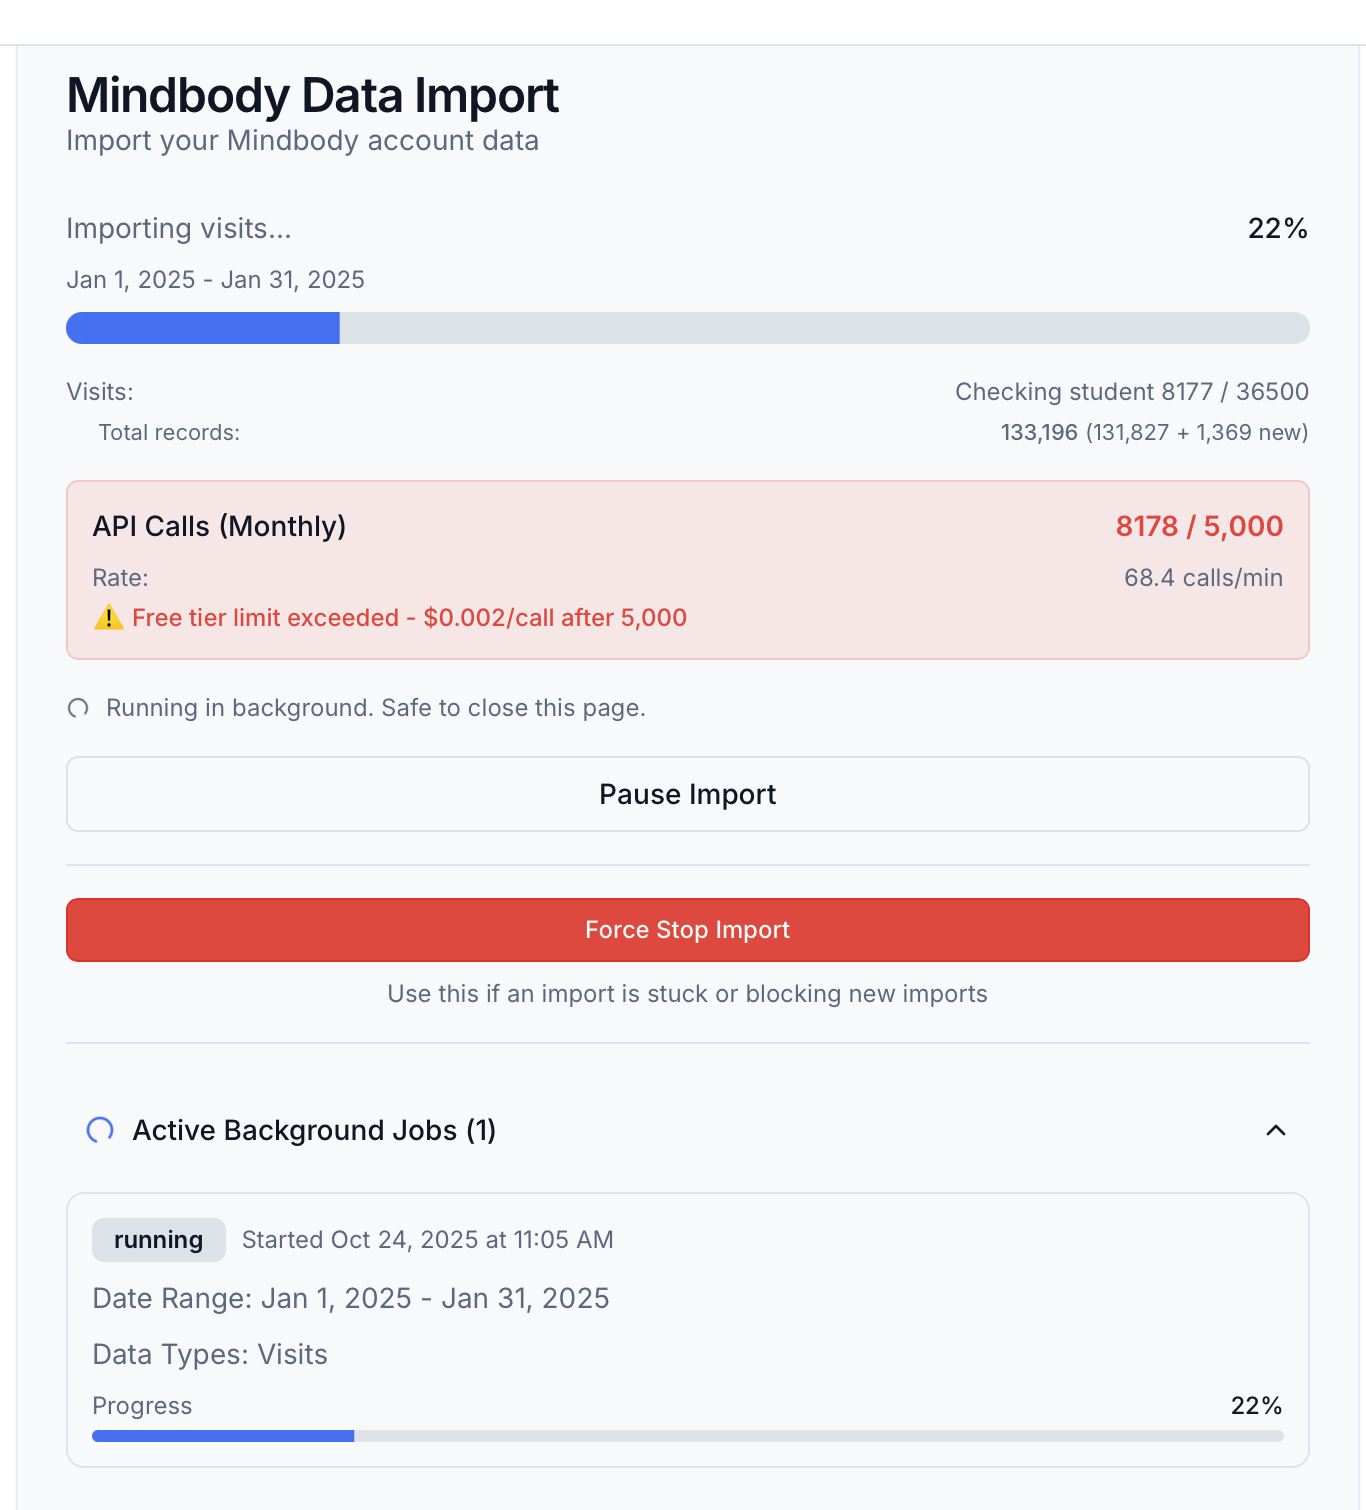 Mindbody Data Import
Import your Mindbody account data
Importing visits... 22%
Jan 1, 2025 - Jan 31, 2025
Visits: Checking student 8177 / 36500
Total records: 133,196 (131,827 + 1,369 new)
API Calls (Monthly) 8178 / 5,000
Rate: 68.4 calls/min
⚠️ Free tier limit exceeded - $0.002/call after 5,000
Running in background. Safe to close this page.
Pause Import
Force Stop Import
Use this if an import is stuck or blocking new imports
Active Background Jobs (1)
running Started Oct 24, 2025 at 11:05 AM
Date Range: Jan 1, 2025 - Jan 31, 2025
Data Types: Visits
Progress 22%